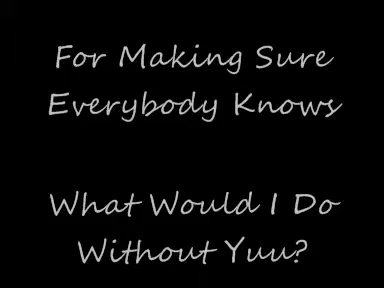 For Making Sure
Everybody Knows
What Would I Do
Without Yuu?